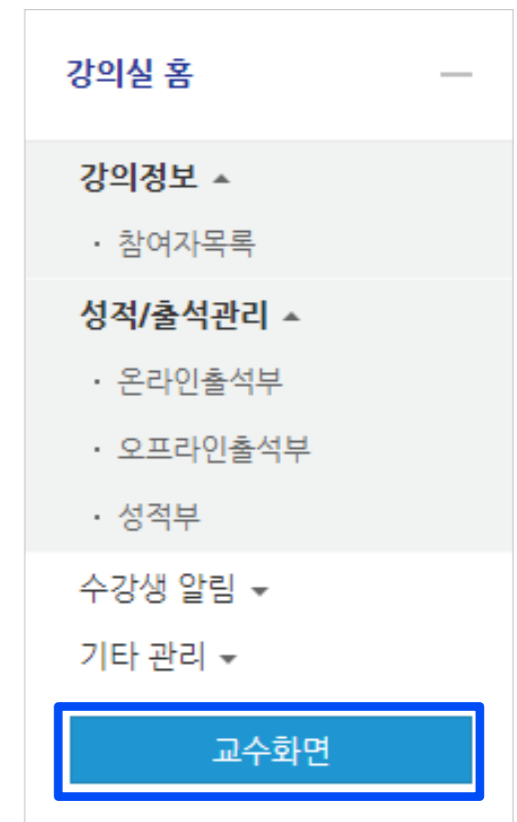 강의실 홈
강의정보
· 참여자목록
성적/출석관리
· 온라인출석부
· 오프라인출석부
· 성적부
수강생 알림
기타 관리
교수화면